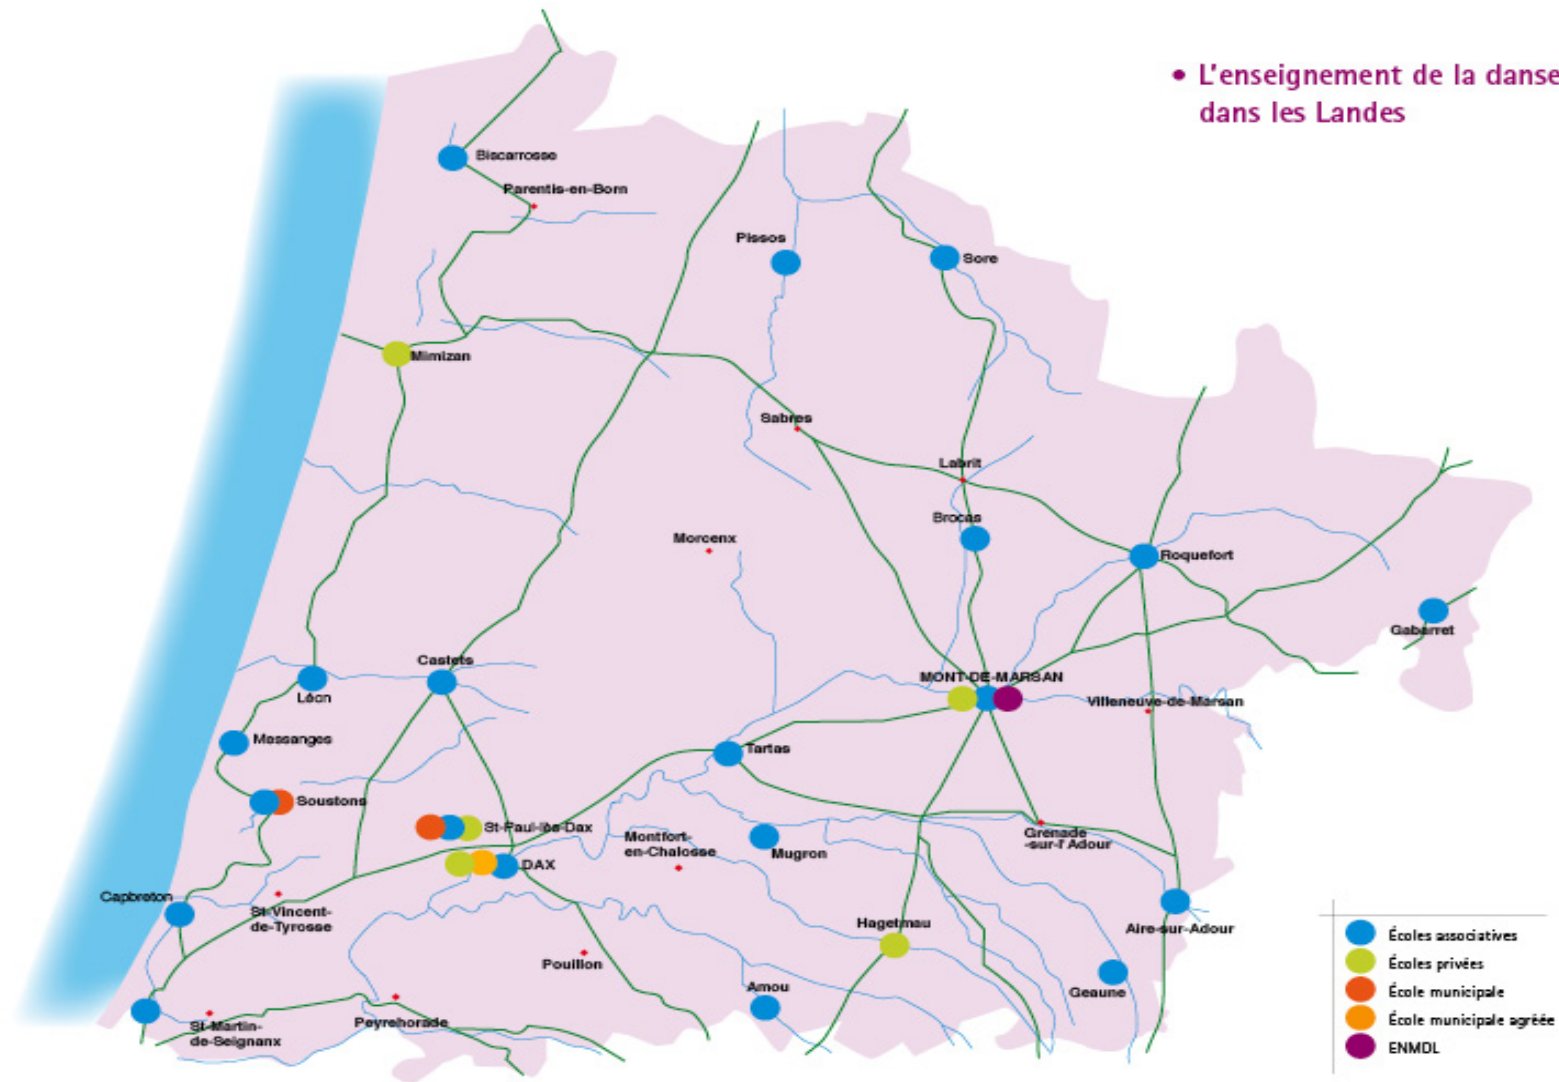 • L'enseignement de la danse
dans les Landes
Biscarrosse
Parentis-en-Born
Pissos
Sore
Mimizan
Sabres
Labrit
Brocas
Morcenx
Roquefort
Gabarret
Castets
MONT-DE-MARSAN
Léon
Villeneuve-de-Marsan
Messanges
Tartas
Soustons
St-Paul-lès-Dax
Montfort-
en-Chalosse
Mugron
Grenade
-sur-l'Adour
DAX
Capbreton
St-Vincent-
de-Tyrosse
Hagetmau
Aire-sur-Adour
Pouillon
Amou
Geaune
St-Martin-
de-Seignanx
Peyrehorade
Écoles associatives
Écoles privées
École municipale
École municipale agréée
ENMDL